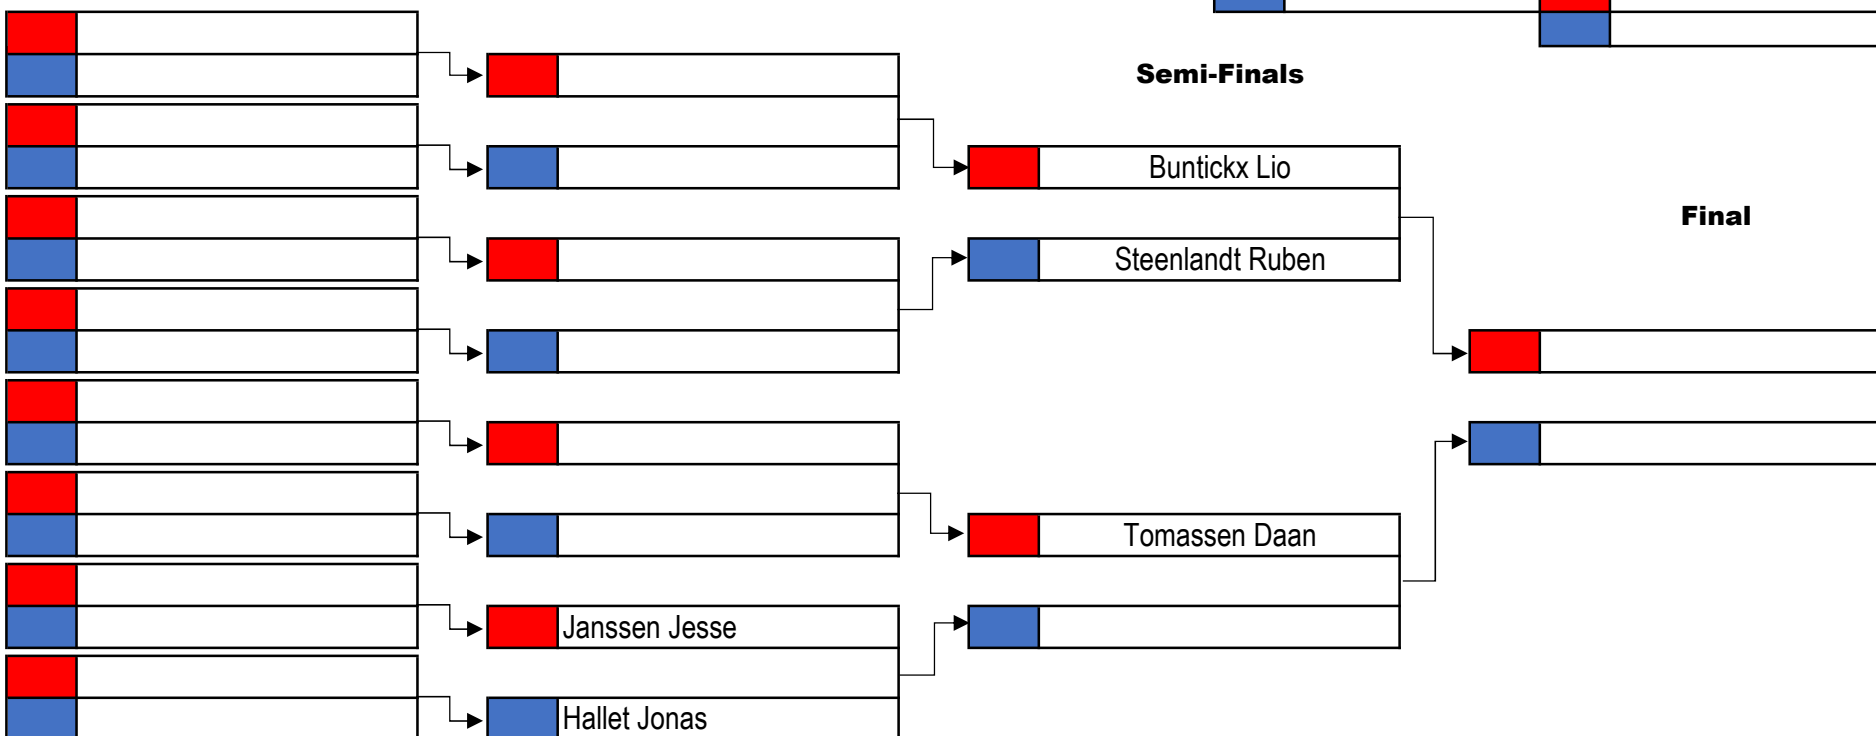 Semi-Finals
Buntickx Lio
Final
Steenlandt Ruben
Tomassen Daan
Janssen Jesse
Hallet Jonas